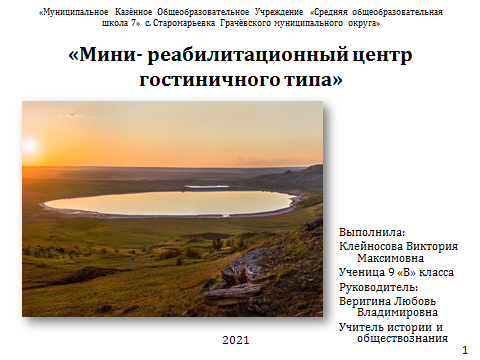 «Муниципальное Казённое Общеобразовательное Учреждение «Средняя общеобразовательная
школа 7» с. Старомарьевка Грачёвского муниципального округа»
«Мини- реабилитационный центр
гостиничного типа»
Выполнила:
Клейносова Виктория
Максимовна
Ученица 9 «В» класса
Руководитель:
Веригина Любовь
Владимировна
Учитель истории и
обществознания
2021
1